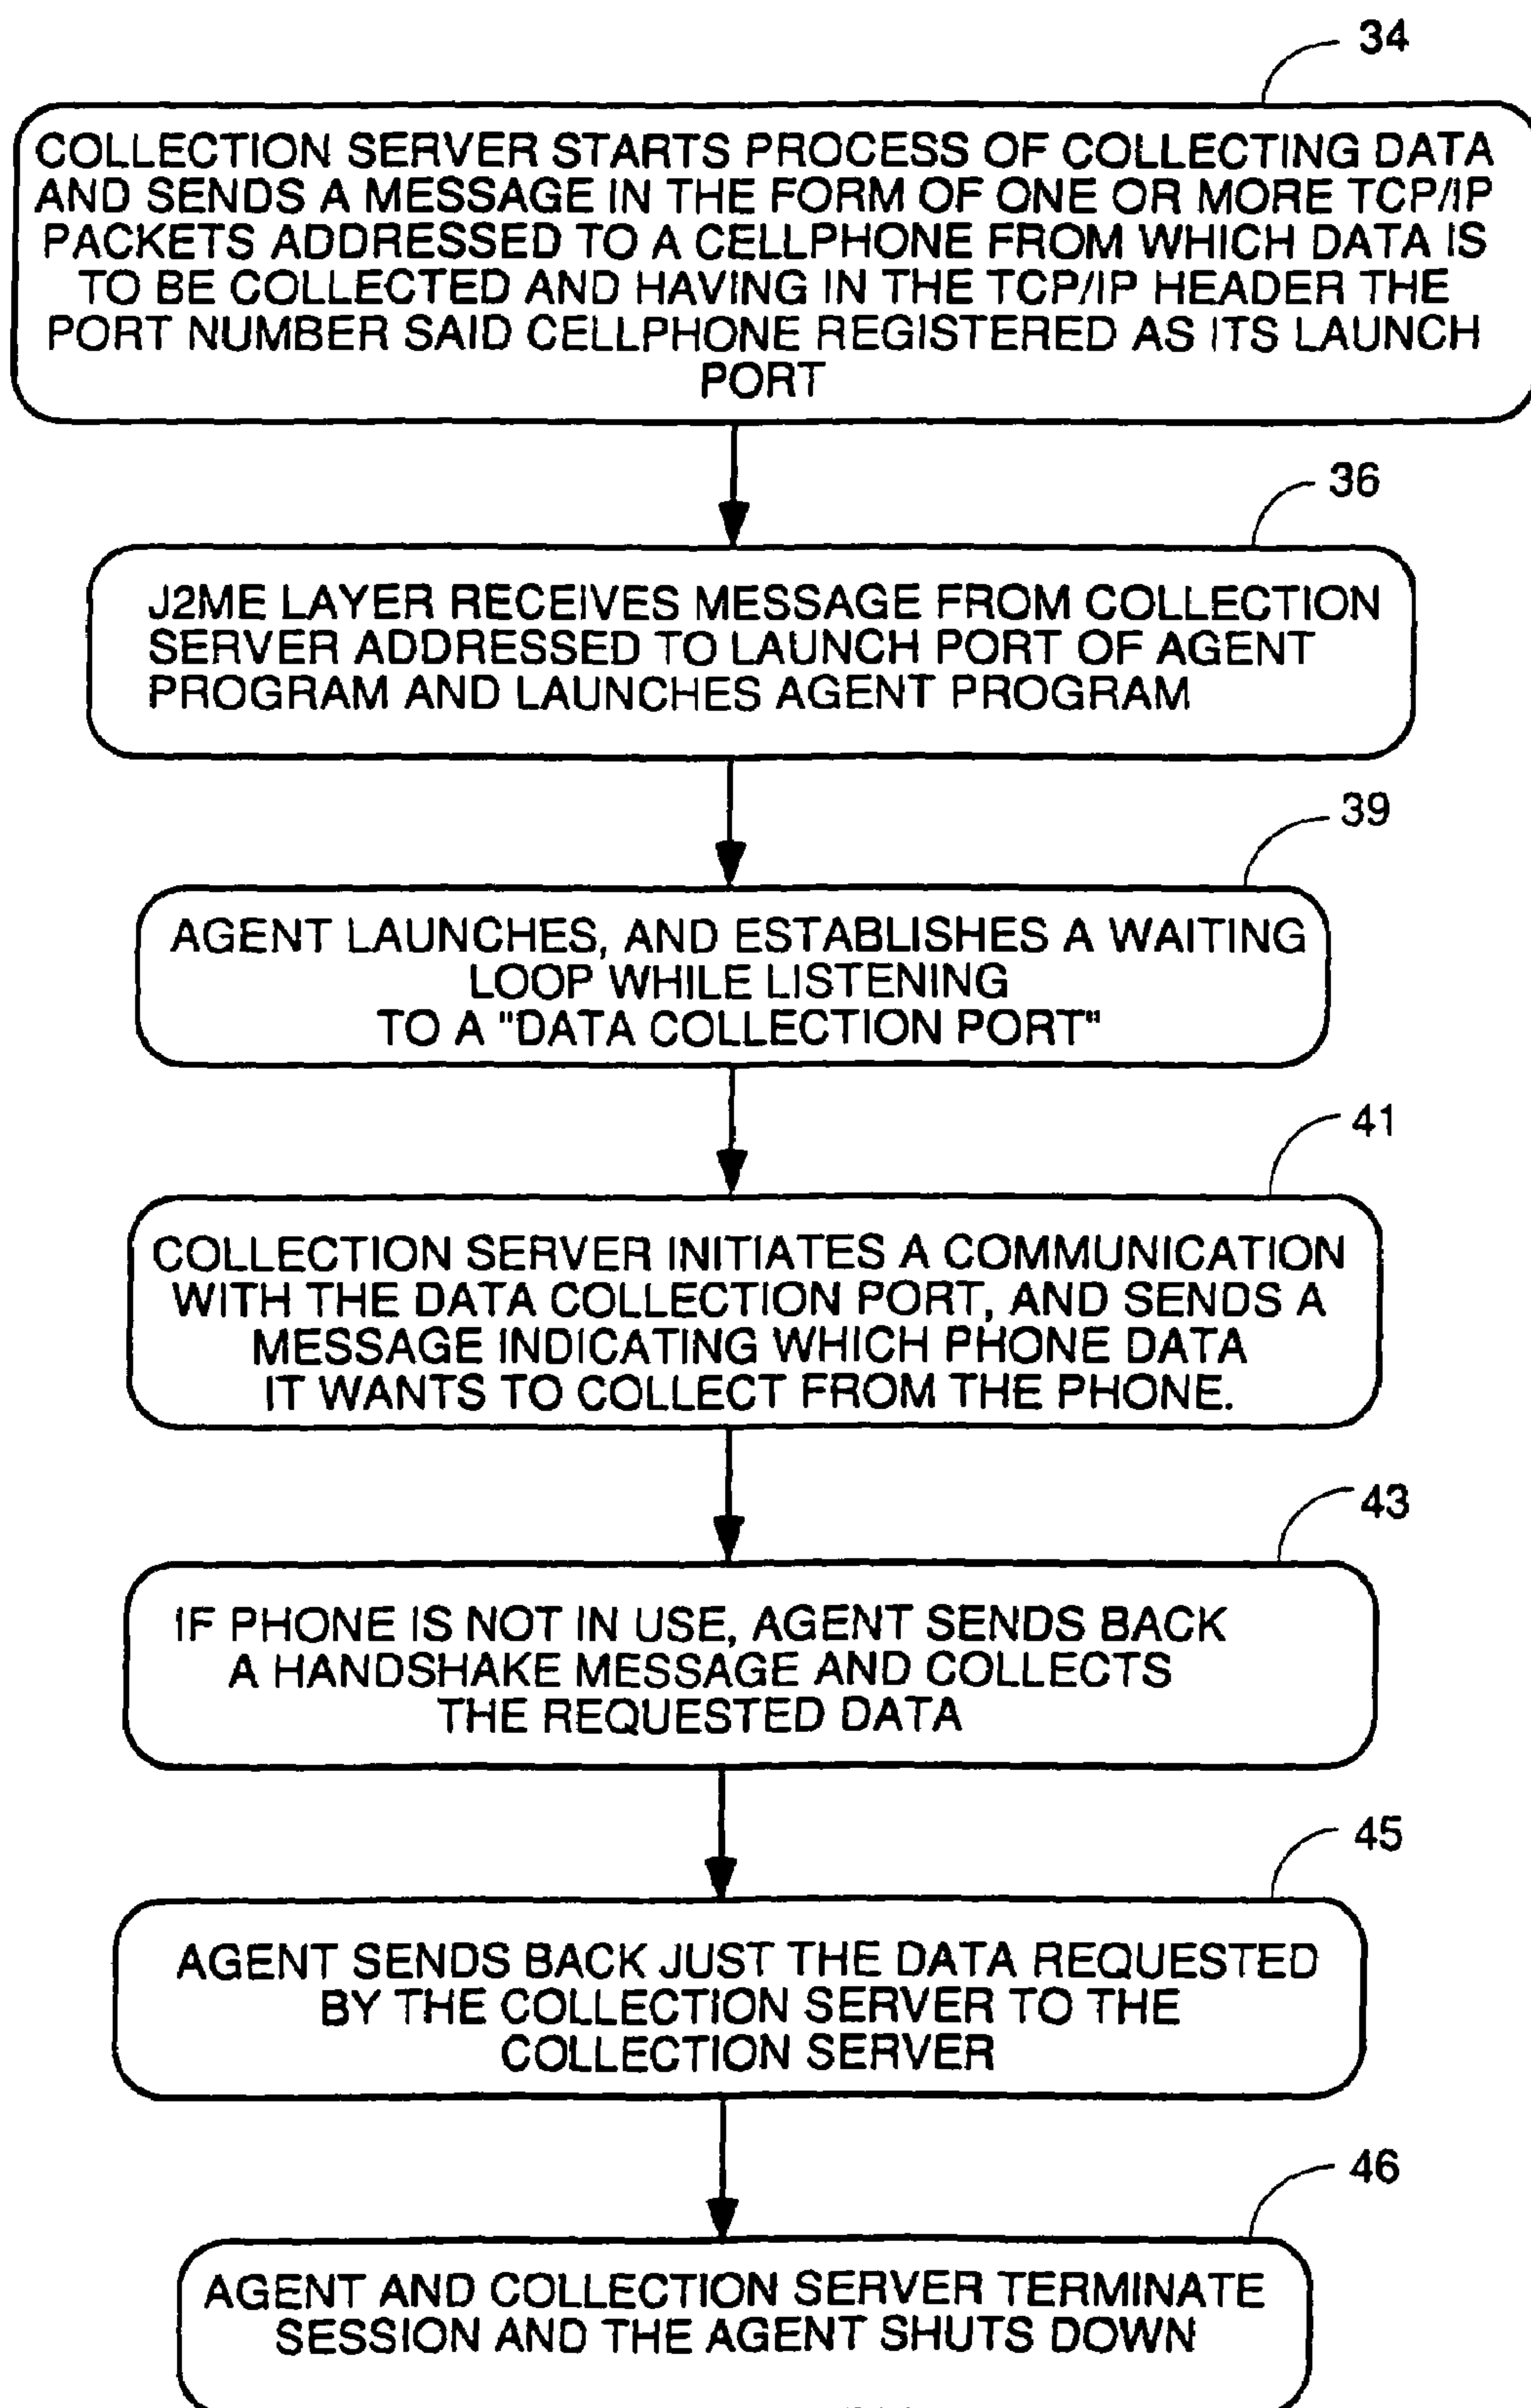 34
COLLECTION SERVER STARTS PROCESS OF COLLECTING DATA
AND SENDS A MESSAGE IN THE FORM OF ONE OR MORE TCP/IP
PACKETS ADDRESSED TO A CELLPHONE FROM WHICH DATA IS
TO BE COLLECTED AND HAVING IN THE TCP/IP HEADER THE
PORT NUMBER SAID CELLPHONE REGISTERED AS ITS LAUNCH
PORT
36
J2ME LAYER RECEIVES MESSAGE FROM COLLECTION
SERVER ADDRESSED TO LAUNCH PORT OF AGENT
PROGRAM AND LAUNCHES AGENT PROGRAM
39
AGENT LAUNCHES, AND ESTABLISHES A WAITING
LOOP WHILE LISTENING
TO A "DATA COLLECTION PORT"
41
COLLECTION SERVER INITIATES A COMMUNICATION
WITH THE DATA COLLECTION PORT, AND SENDS A
MESSAGE INDICATING WHICH PHONE DATA
IT WANTS TO COLLECT FROM THE PHONE.
43
IF PHONE IS NOT IN USE, AGENT SENDS BACK
A HANDSHAKE MESSAGE AND COLLECTS
THE REQUESTED DATA
45
AGENT SENDS BACK JUST THE DATA REQUESTED
BY THE COLLECTION SERVER TO THE
COLLECTION SERVER
46
AGENT AND COLLECTION SERVER TERMINATE
SESSION AND THE AGENT SHUTS DOWN